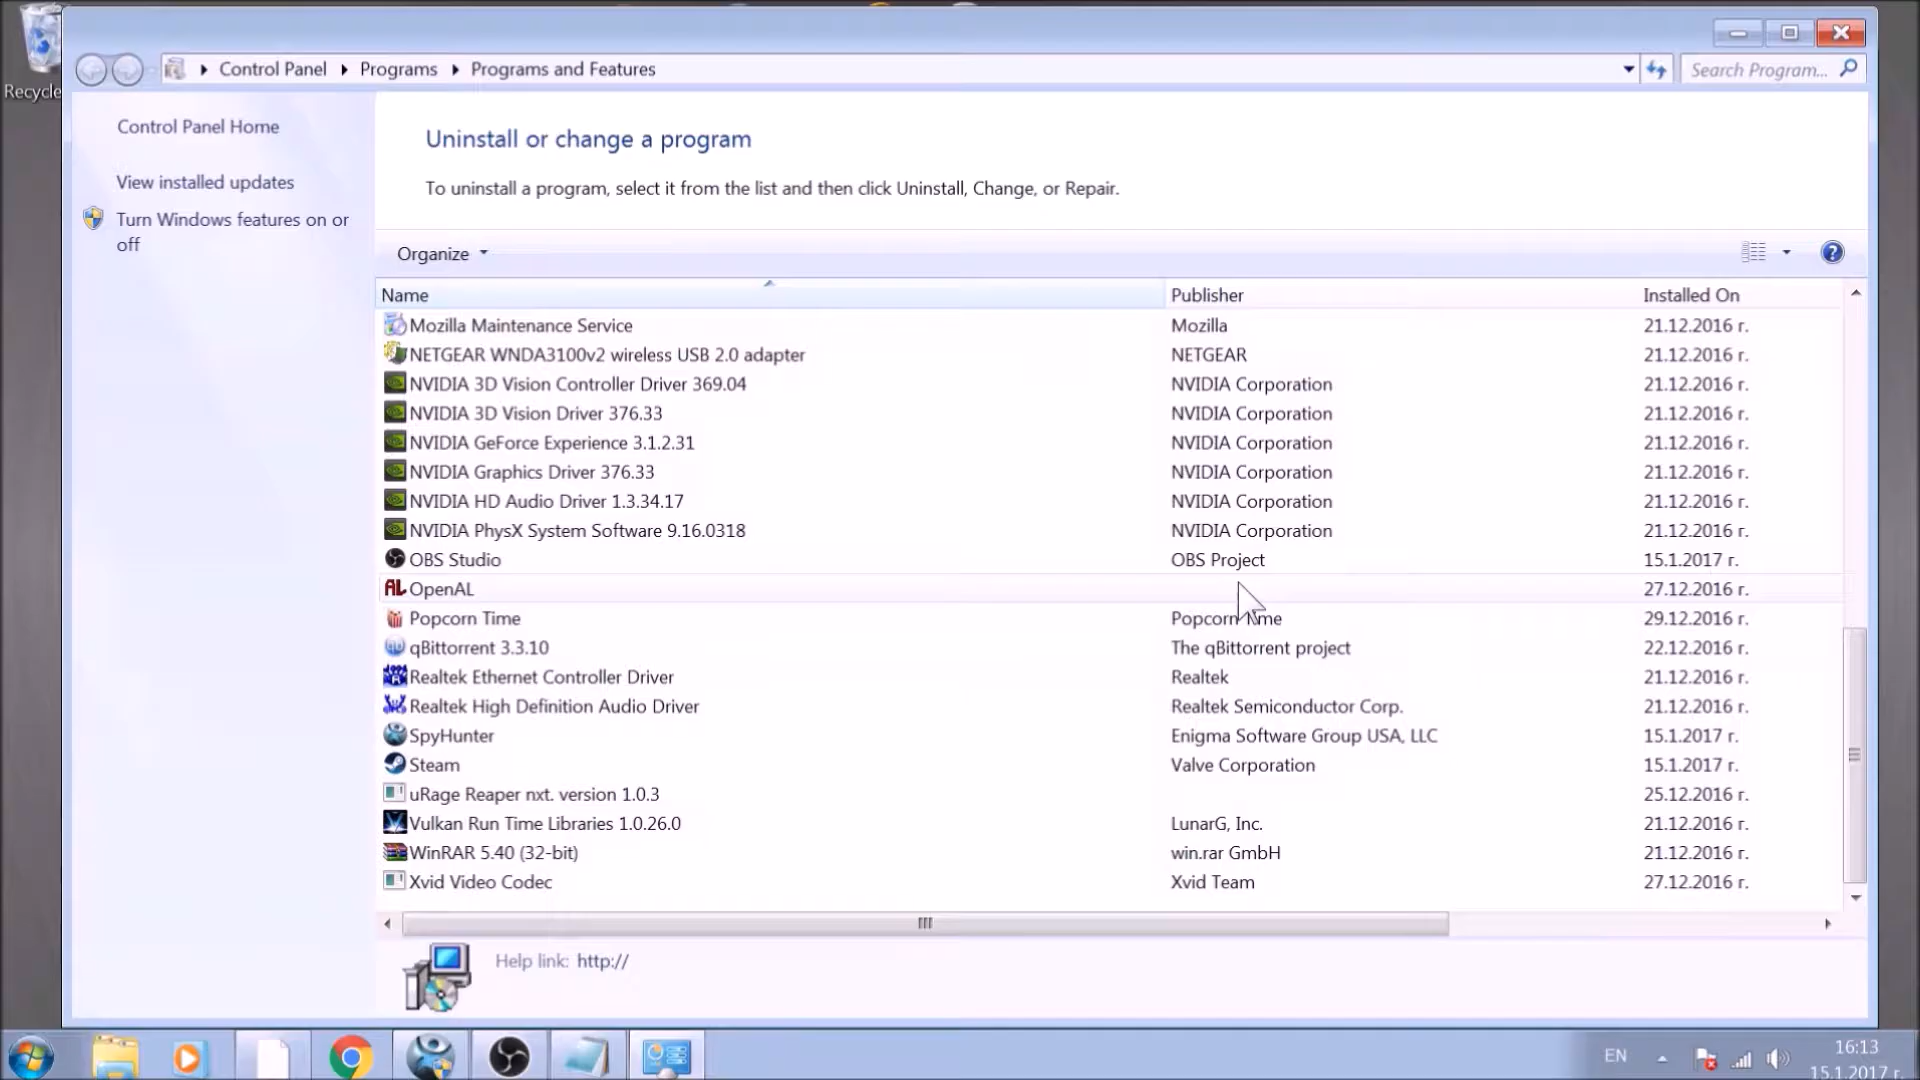 Recycle
Control Panel Programs Programs and Features
Search Program...
Control Panel Home
View installed updates
Turn Windows features on or
off
Uninstall or change a program
To uninstall a program, select it from the list and then click Uninstall, Change, or Repair.
Organize
Name Publisher Installed On
Mozilla Maintenance Service Mozilla 21.12.2016 г.
NETGEAR WNDA3100v2 wireless USB 2.0 adapter NETGEAR 21.12.2016 г.
NVIDIA 3D Vision Controller Driver 369.04 NVIDIA Corporation 21.12.2016 г.
NVIDIA 3D Vision Driver 376.33 NVIDIA Corporation 21.12.2016 г.
NVIDIA GeForce Experience 3.1.2.31 NVIDIA Corporation 21.12.2016 г.
NVIDIA Graphics Driver 376.33 NVIDIA Corporation 21.12.2016 г.
NVIDIA HD Audio Driver 1.3.34.17 NVIDIA Corporation 21.12.2016 г.
NVIDIA PhysX System Software 9.16.0318 NVIDIA Corporation 21.12.2016 г.
OBS Studio OBS Project 15.1.2017 г.
OpenAL 27.12.2016 г.
Popcorn Time Popcorn Time 29.12.2016 г.
qBittorrent 3.3.10 The qBittorrent project 22.12.2016 г.
Realtek Ethernet Controller Driver Realtek 21.12.2016 г.
Realtek High Definition Audio Driver Realtek Semiconductor Corp. 21.12.2016 г.
SpyHunter Enigma Software Group USA, LLC 15.1.2017 г.
Steam Valve Corporation 15.1.2017 г.
uRage Reaper nxt. version 1.0.3 25.12.2016 г.
Vulkan Run Time Libraries 1.0.26.0 LunarG, Inc. 21.12.2016 г.
WinRAR 5.40 (32-bit) win.rar GmbH 21.12.2016 г.
Xvid Video Codec Xvid Team 27.12.2016 г.
Help link: http://
EN
16:13
15.1.2017 г.